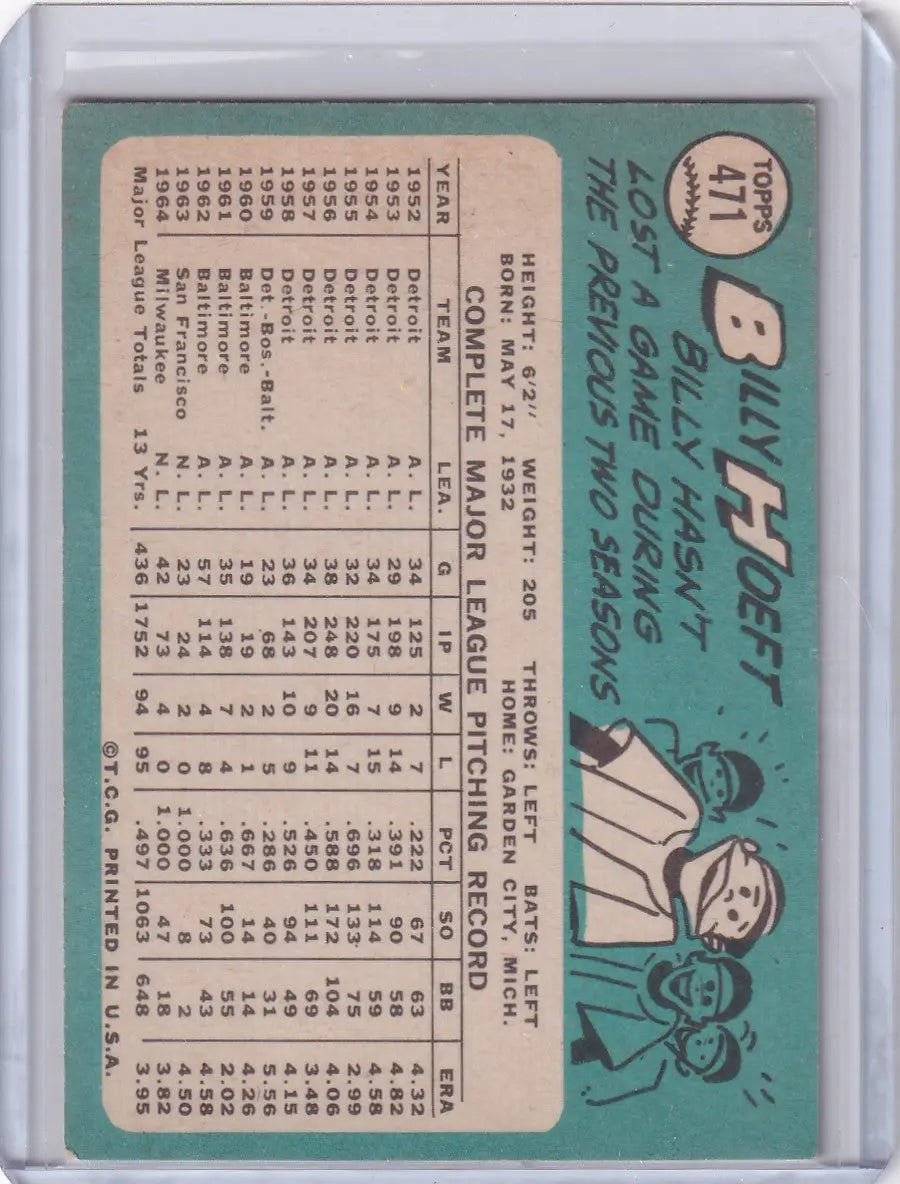 TOPPS
471
BILLY HOEFT
BILLY HASN'T
LOST A GAME DURING
THE PREVIOUS TWO SEASONS
HEIGHT: 6'2" WEIGHT: 205 THROWS: LEFT BATS: LEFT
BORN: MAY 17, 1932 HOME: GARDEN CITY, MICH.
COMPLETE MAJOR LEAGUE PITCHING RECORD
YEAR TEAM LEA. G IP W L PCT SO BB ERA
1952 Detroit A. L. 34 125 2 7 .222 67 63 4.32
1953 Detroit A. L. 29 198 9 14 .391 90 58 4.82
1954 Detroit A. L. 34 175 7 15 .318 114 59 4.58
1955 Detroit A. L. 32 220 16 7 .696 133 75 2.99
1956 Detroit A. L. 38 248 20 14 .588 172 104 4.06
1957 Detroit A. L. 34 207 9 11 .450 111 69 3.48
1958 Detroit A. L. 36 143 10 9 .526 94 49 4.15
1959 Det.-Bos.-Balt. A. L. 23 68 2 5 .286 40 31 5.56
1960 Baltimore A. L. 19 19 2 1 .667 14 14 4.26
1961 Baltimore A. L. 35 138 7 4 .636 100 55 2.02
1962 Baltimore A. L. 57 114 4 8 .333 73 43 4.58
1963 San Francisco N. L. 23 24 2 0 1.000 8 2 4.50
1964 Milwaukee N. L. 42 73 4 0 1.000 47 18 3.82
Major League Totals 13 Yrs. 436 1752 94 95 .497 1063 648 3.95
©T.C.G. PRINTED IN U.S.A.